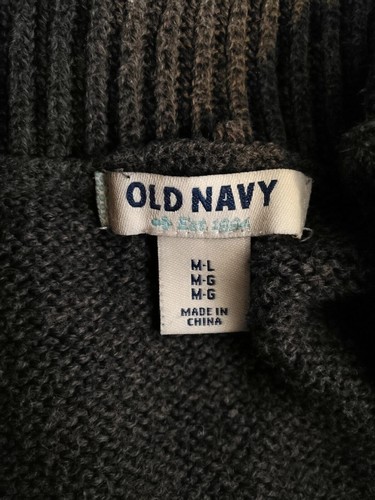 OLD NAVY
Est. 1994
M-L
M-G
M-G
MADE IN
CHINA